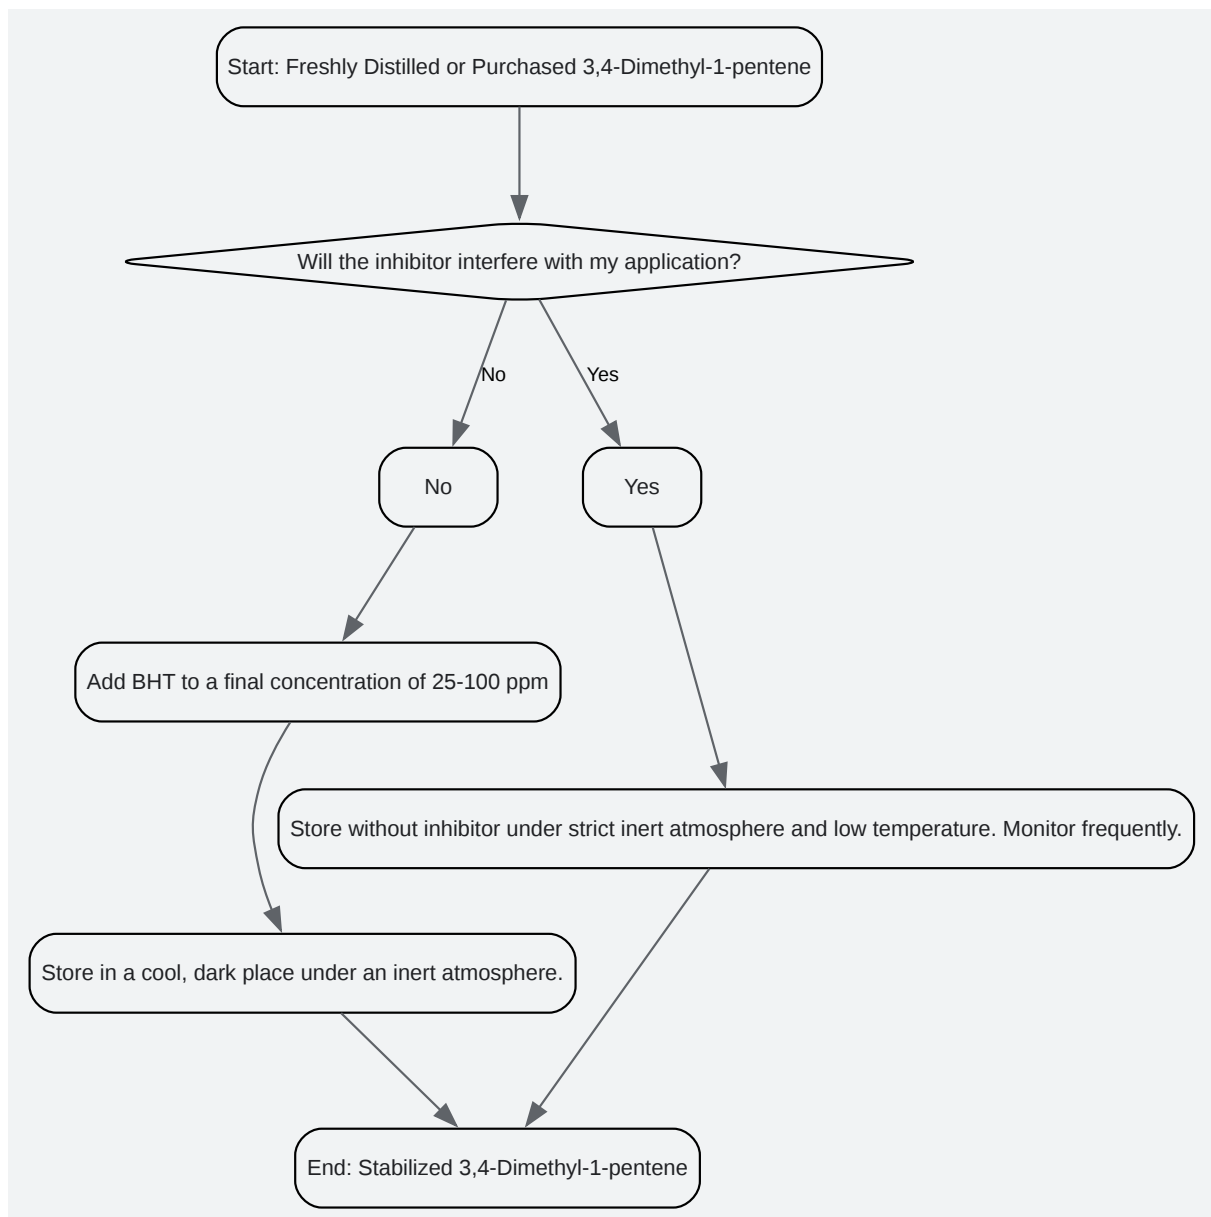 Start: Freshly Distilled or Purchased 3,4-Dimethyl-1-pentene
Will the inhibitor interfere with my application?
No
Yes
No
Yes
Add BHT to a final concentration of 25-100 ppm
Store without inhibitor under strict inert atmosphere and low temperature. Monitor frequently.
Store in a cool, dark place under an inert atmosphere.
End: Stabilized 3,4-Dimethyl-1-pentene